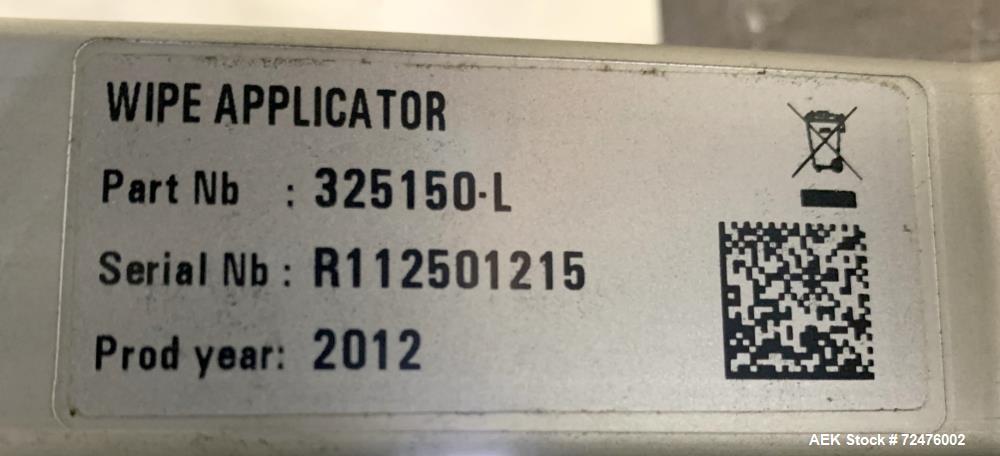 WIPE APPLICATOR
Part Nb : 325150-L
Serial Nb : R112501215
Prod year: 2012
AEK Stock # 72476002